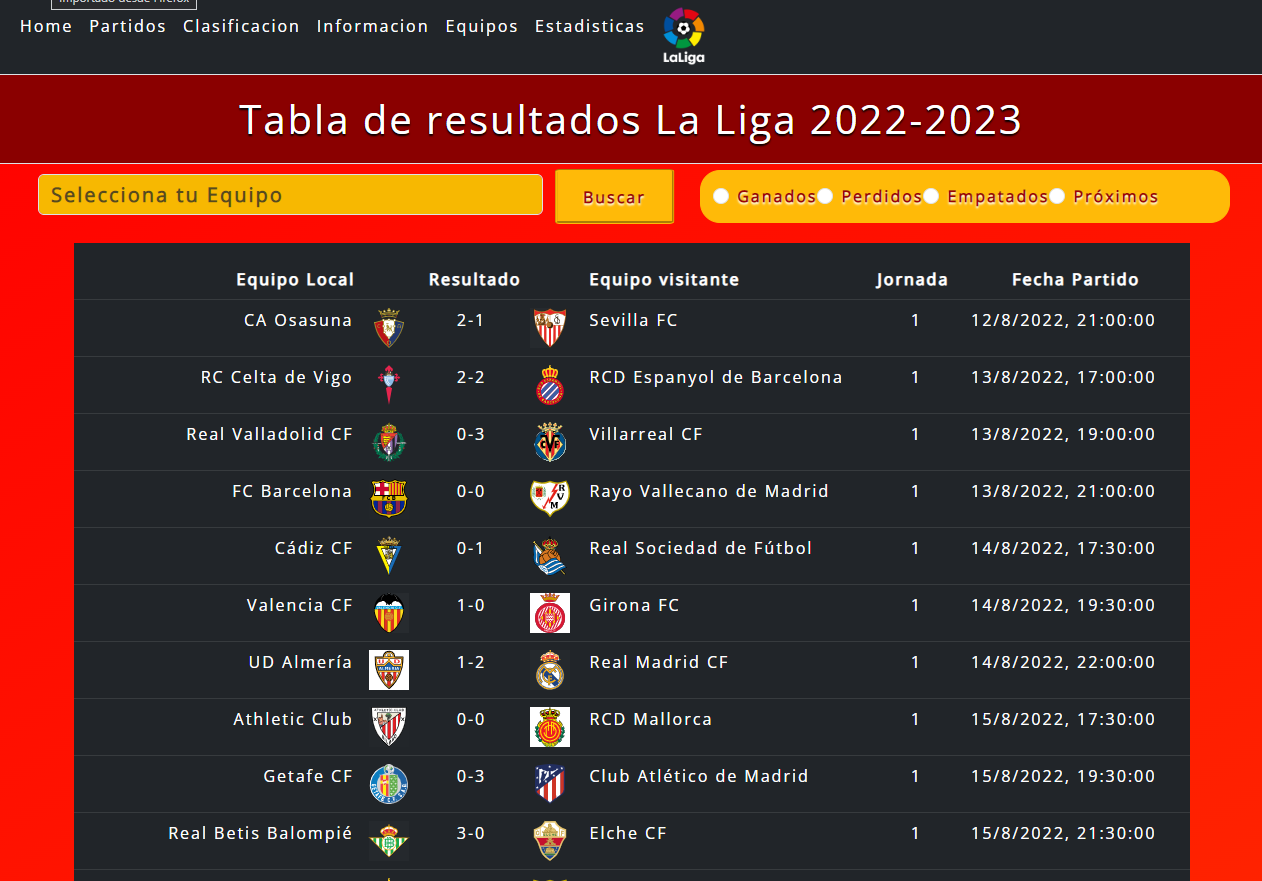 Importado desde Firefox
Home Partidos Clasificacion Informacion Equipos Estadisticas
LaLiga
Tabla de resultados La Liga 2022-2023
Selecciona tu Equipo Buscar Ganados Perdidos Empatados Próximos
Equipo Local Resultado Equipo visitante Jornada Fecha Partido
CA Osasuna 2-1 Sevilla FC 1 12/8/2022, 21:00:00
RC Celta de Vigo 2-2 RCD Espanyol de Barcelona 1 13/8/2022, 17:00:00
Real Valladolid CF 0-3 Villarreal CF 1 13/8/2022, 19:00:00
FC Barcelona 0-0 Rayo Vallecano de Madrid 1 13/8/2022, 21:00:00
Cádiz CF 0-1 Real Sociedad de Fútbol 1 14/8/2022, 17:30:00
Valencia CF 1-0 Girona FC 1 14/8/2022, 19:30:00
UD Almería 1-2 Real Madrid CF 1 14/8/2022, 22:00:00
Athletic Club 0-0 RCD Mallorca 1 15/8/2022, 17:30:00
Getafe CF 0-3 Club Atlético de Madrid 1 15/8/2022, 19:30:00
Real Betis Balompié 3-0 Elche CF 1 15/8/2022, 21:30:00